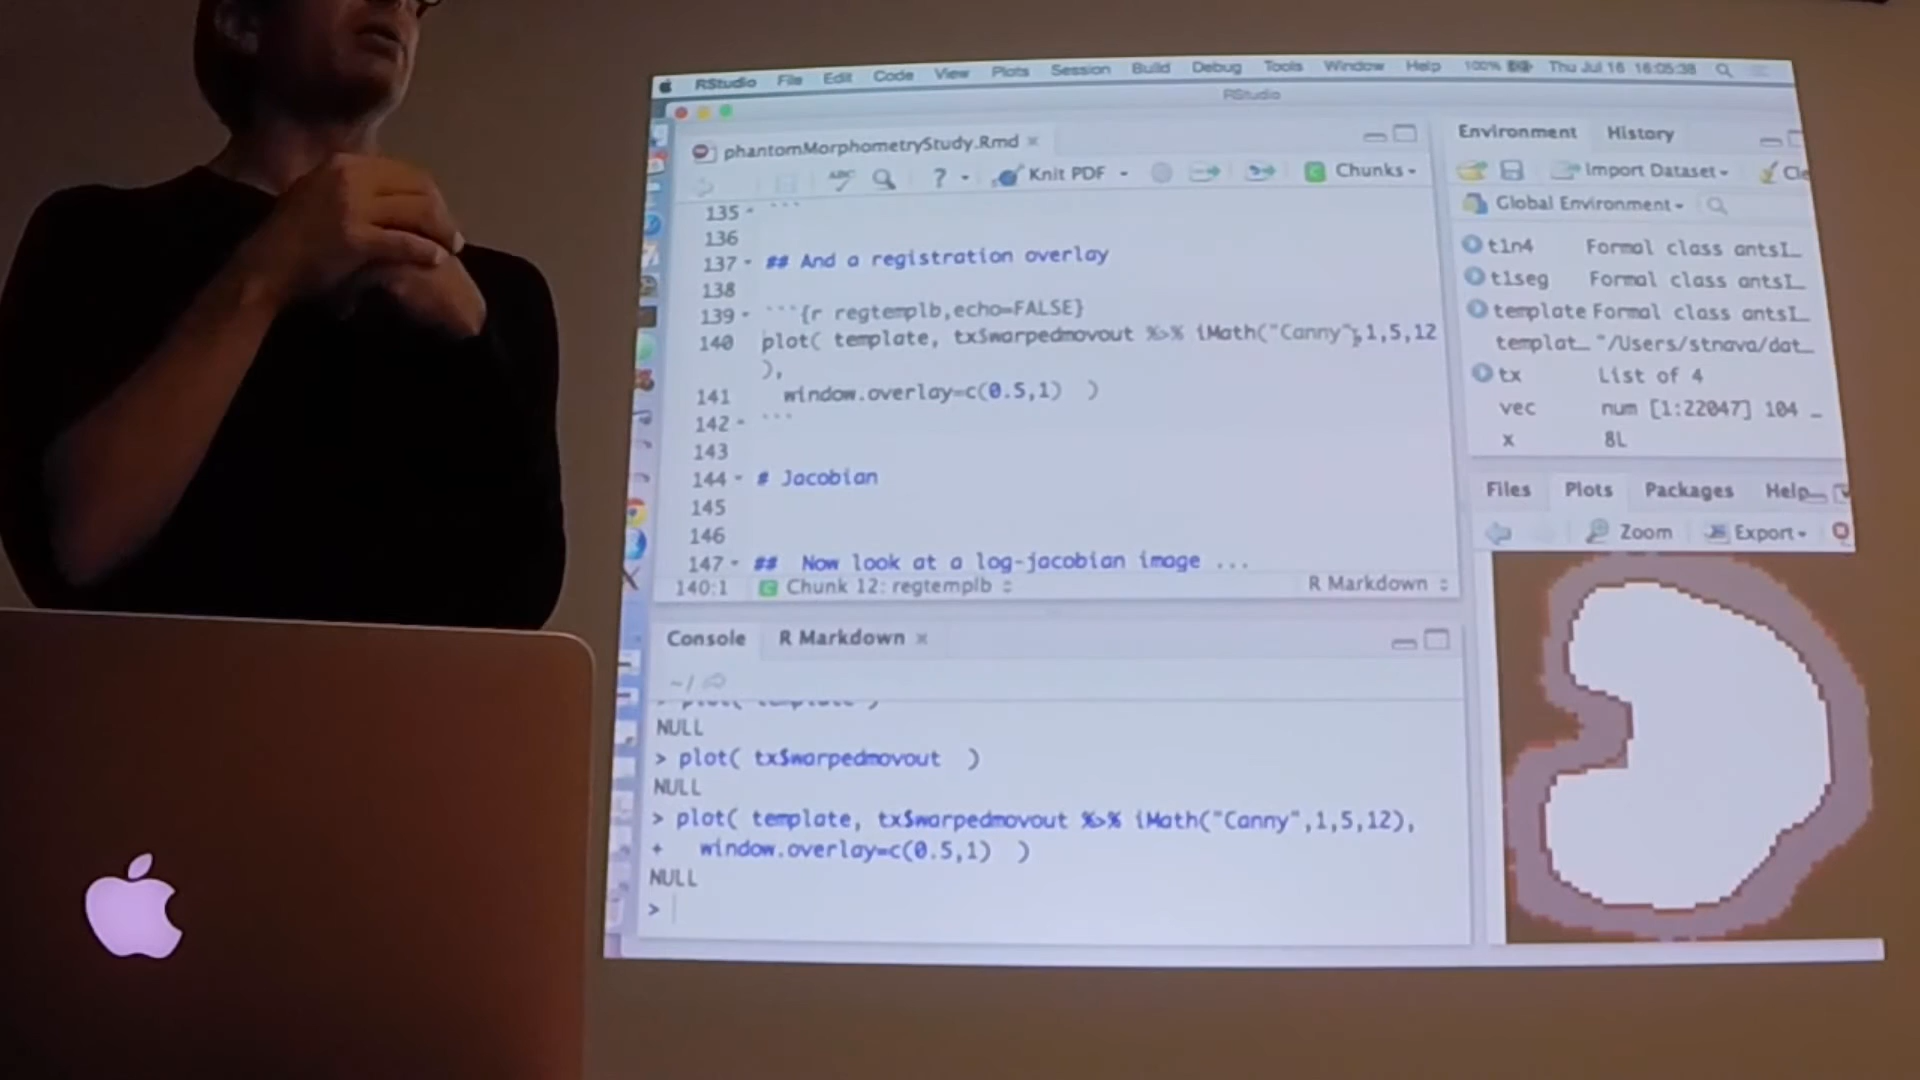 RStudio File Edit Code View Plots Session Build Debug Tools Window Help 100% Thu Jul 16 16:05:38
RStudio
phantomMorphometryStudy.Rmd
ABC ? Knit PDF Chunks
135 ```
136
137 ## And a registration overlay
138
139 ```{r regtemplb,echo=FALSE}
140 plot( template, tx$warpedmovout %>% iMath("Canny",1,5,12
),
141 window.overlay=c(0.5,1) )
142 ```
143
144 # Jacobian
145
146
147 ## Now look at a log-jacobian image ...
140:1 Chunk 12: regtemplb R Markdown
Console R Markdown
~/
NULL
> plot( tx$warpedmovout )
NULL
> plot( template, tx$warpedmovout %>% iMath("Canny",1,5,12),
+ window.overlay=c(0.5,1) )
NULL
>
Environment History
Import Dataset Cle
Global Environment
t1n4 Formal class antsI…
t1seg Formal class antsI…
template Formal class antsI…
templat… "/Users/stnava/dat…
tx List of 4
vec num [1:22047] 104 …
x 8L
Files Plots Packages Help
Zoom Export